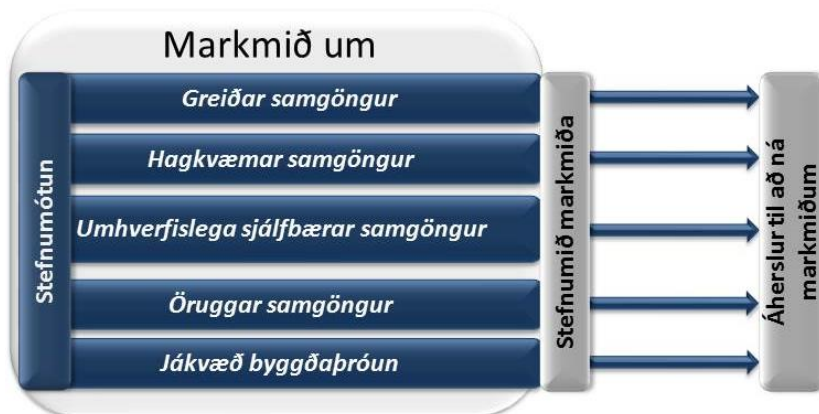 Markmið um
Stefnumótun
Greiðar samgöngur
Hagkvæmar samgöngur
Umhverfislega sjálfbærar samgöngur
Öruggar samgöngur
Jákvæð byggðaþróun
Stefnumið markmiða
Áherslur til að ná
markmiðum